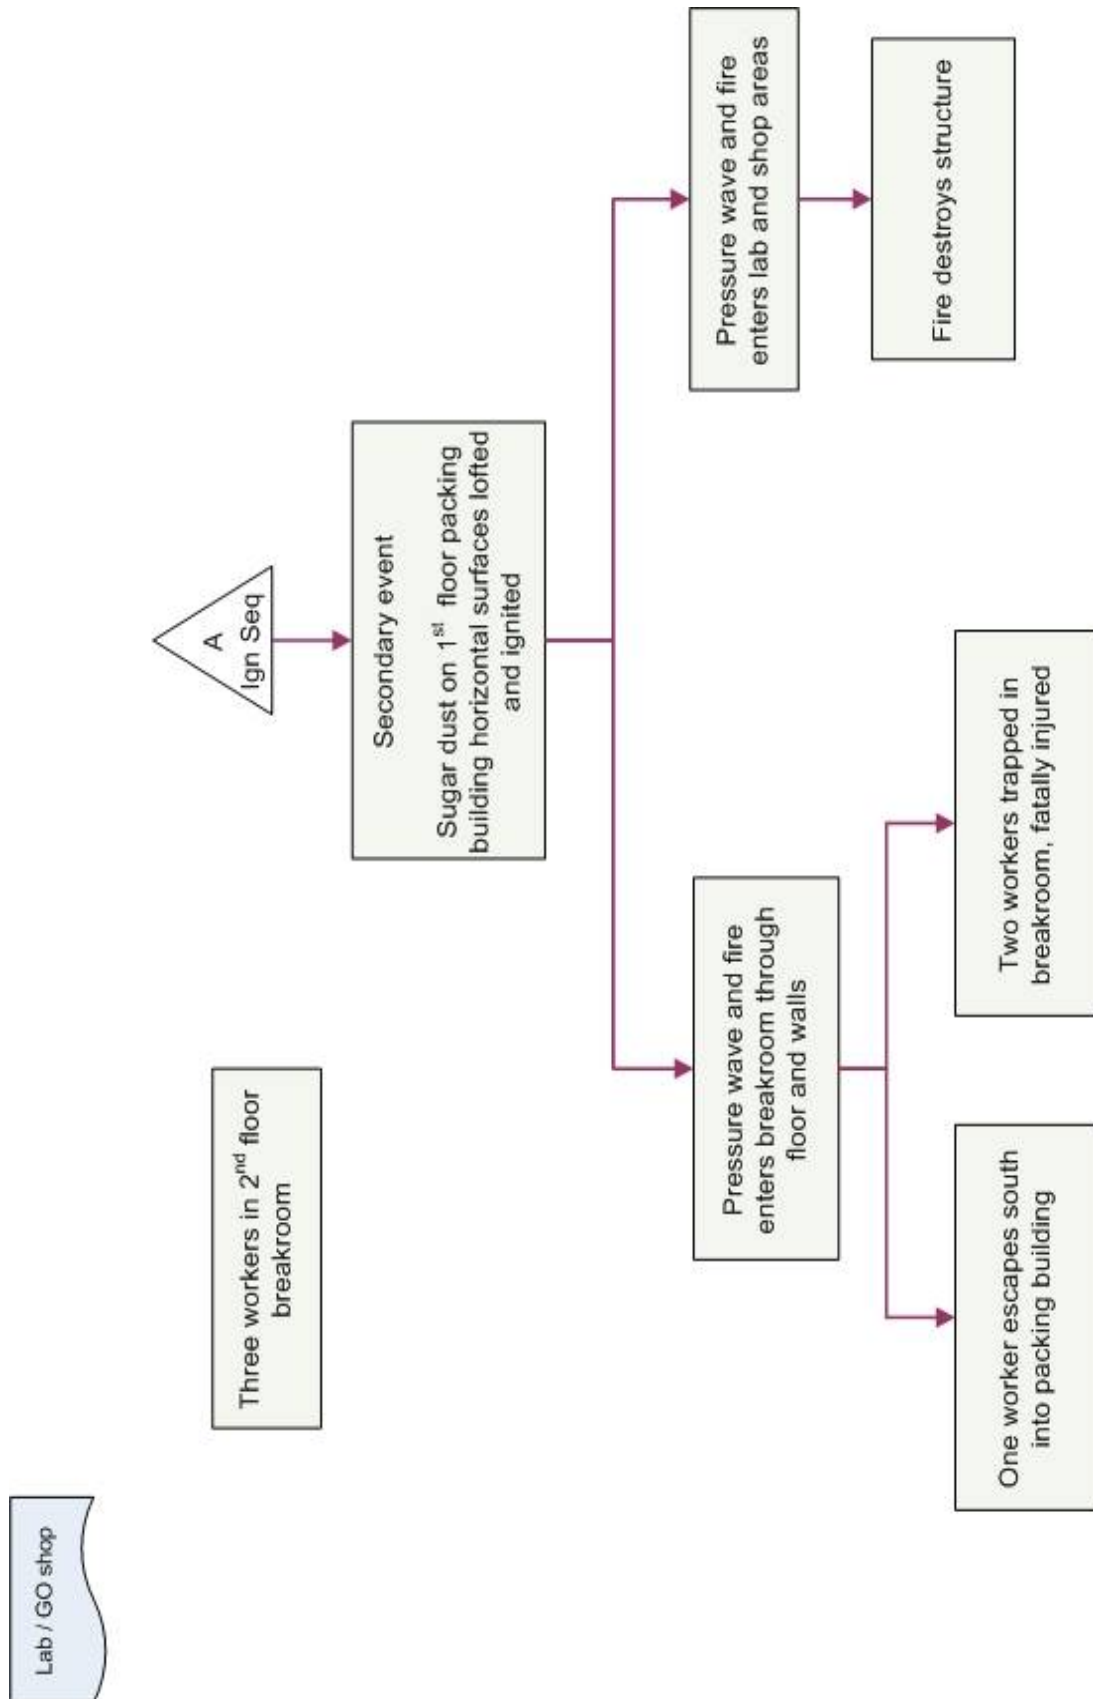 Lab / GO shop
A
Ign Seq
Three workers in 2nd floor
breakroom
Secondary event
Sugar dust on 1st floor packing
building horizontal surfaces lofted
and ignited
Pressure wave and fire
enters breakroom through
floor and walls
Pressure wave and fire
enters lab and shop areas
One worker escapes south
into packing building
Two workers trapped in
breakroom, fatally injured
Fire destroys structure